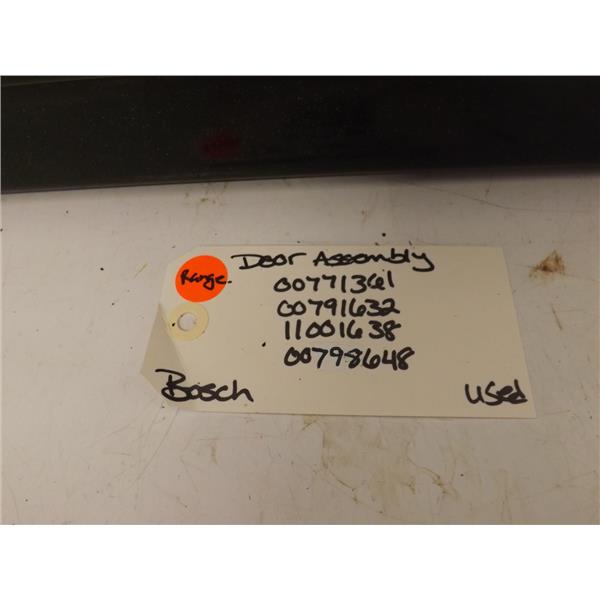 Door Assembly
Range.
00771361
00791632
11001638
00798648
Bosch
used